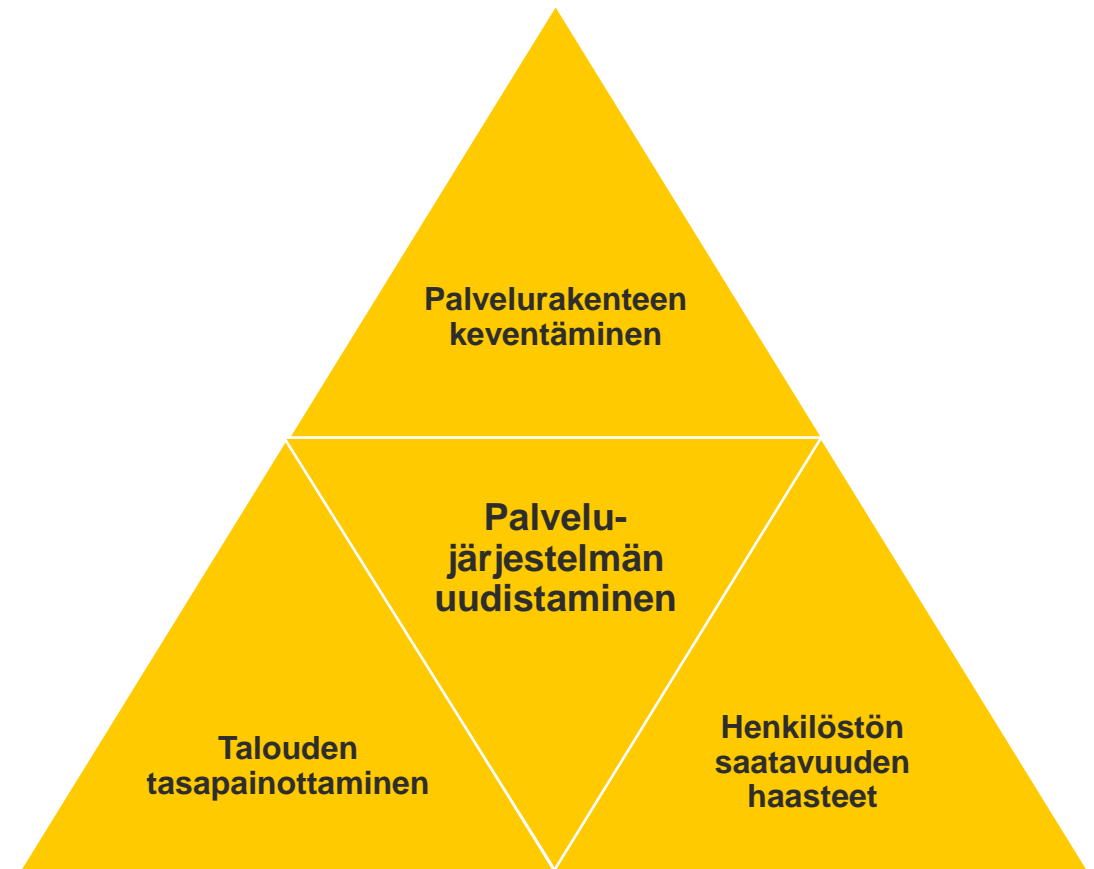 Palvelurakenteen
keventäminen
Palvelu-
järjestelmän
uudistaminen
Talouden
tasapainottaminen
Henkilöstön
saatavuuden
haasteet